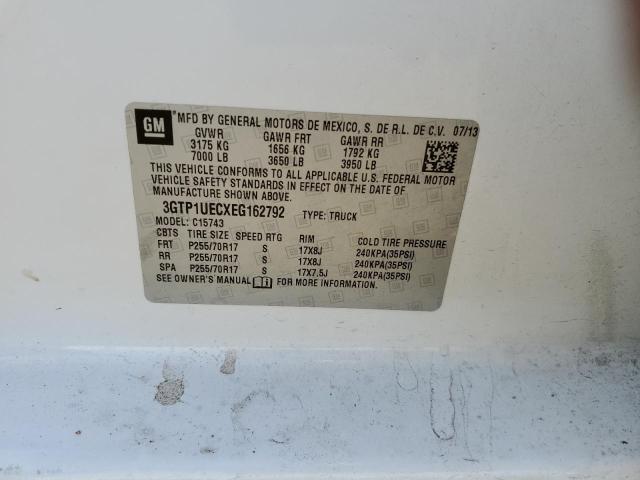 GM
*MFD BY GENERAL MOTORS DE MEXICO, S. DE R.L. DE C.V. 07/13
GVWR GAWR FRT GAWR RR
3175 KG 1656 KG 1792 KG
7000 LB 3650 LB 3950 LB
THIS VEHICLE CONFORMS TO ALL APPLICABLE U.S. FEDERAL MOTOR
VEHICLE SAFETY STANDARDS IN EFFECT ON THE DATE OF
MANUFACTURE SHOWN ABOVE.
3GTP1UECXEG162792 TYPE: TRUCK
MODEL: C15743
CBTS TIRE SIZE SPEED RTG RIM COLD TIRE PRESSURE
FRT P255/70R17 S 17X8J 240KPA(35PSI)
RR P255/70R17 S 17X8J 240KPA(35PSI)
SPA P255/70R17 S 17X7.5J 240KPA(35PSI)
SEE OWNER'S MANUAL FOR MORE INFORMATION.